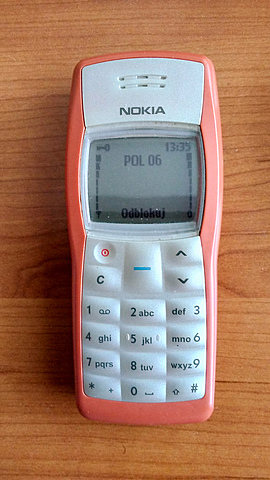 NOKIA
13:35
POL 06
Odblokuj
C
1 2 abc def 3
4 ghi 5 jkl mno 6
7 pqrs 8 tuv wxyz 9
* + 0 #